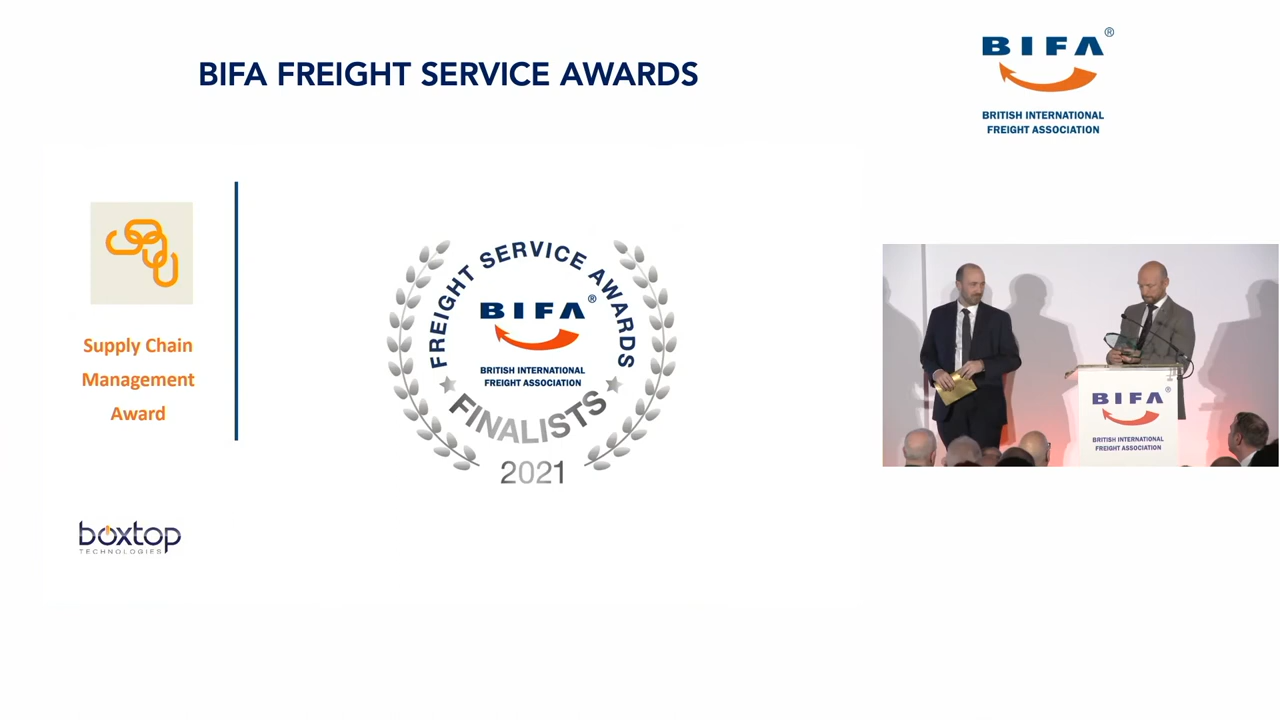 BIFA FREIGHT SERVICE AWARDS
BIFA®
BRITISH INTERNATIONAL
FREIGHT ASSOCIATION
Supply Chain
Management
Award
boxtop
TECHNOLOGIES
FREIGHT SERVICE AWARDS
BIFA®
BRITISH INTERNATIONAL
FREIGHT ASSOCIATION
FINALISTS
2021
BIFA®
BRITISH INTERNATIONAL
FREIGHT ASSOCIATION